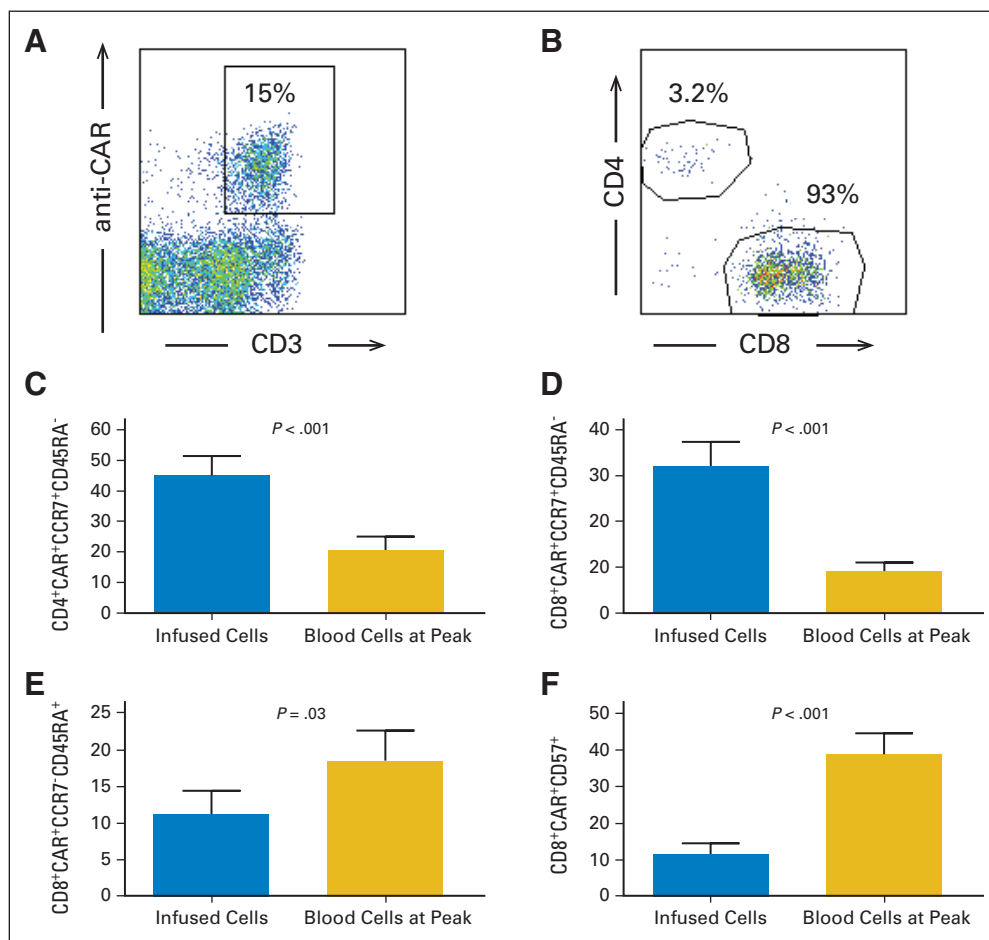 A
15%
anti-CAR
CD3
B
3.2%
93%
CD4
CD8
C
P < .001
CD4⁺CAR⁺CCR7⁺CD45RA⁻
60
50
40
30
20
10
0
Infused Cells
Blood Cells at Peak
D
P < .001
CD8⁺CAR⁺CCR7⁺CD45RA⁻
40
30
20
20
0
Infused Cells
Blood Cells at Peak
E
P = .03
CD8⁺CAR⁺CCR7⁻CD45RA⁺
25
20
15
10
5
0
Infused Cells
Blood Cells at Peak
F
P < .001
CD8⁺CAR⁺CD57⁺
50
40
30
20
10
0
Infused Cells
Blood Cells at Peak